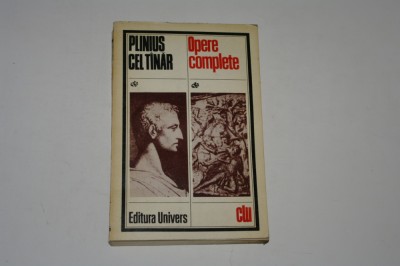 PLINIUS
CEL TÎNĂR
Opere
complete
Editura Univers
clu